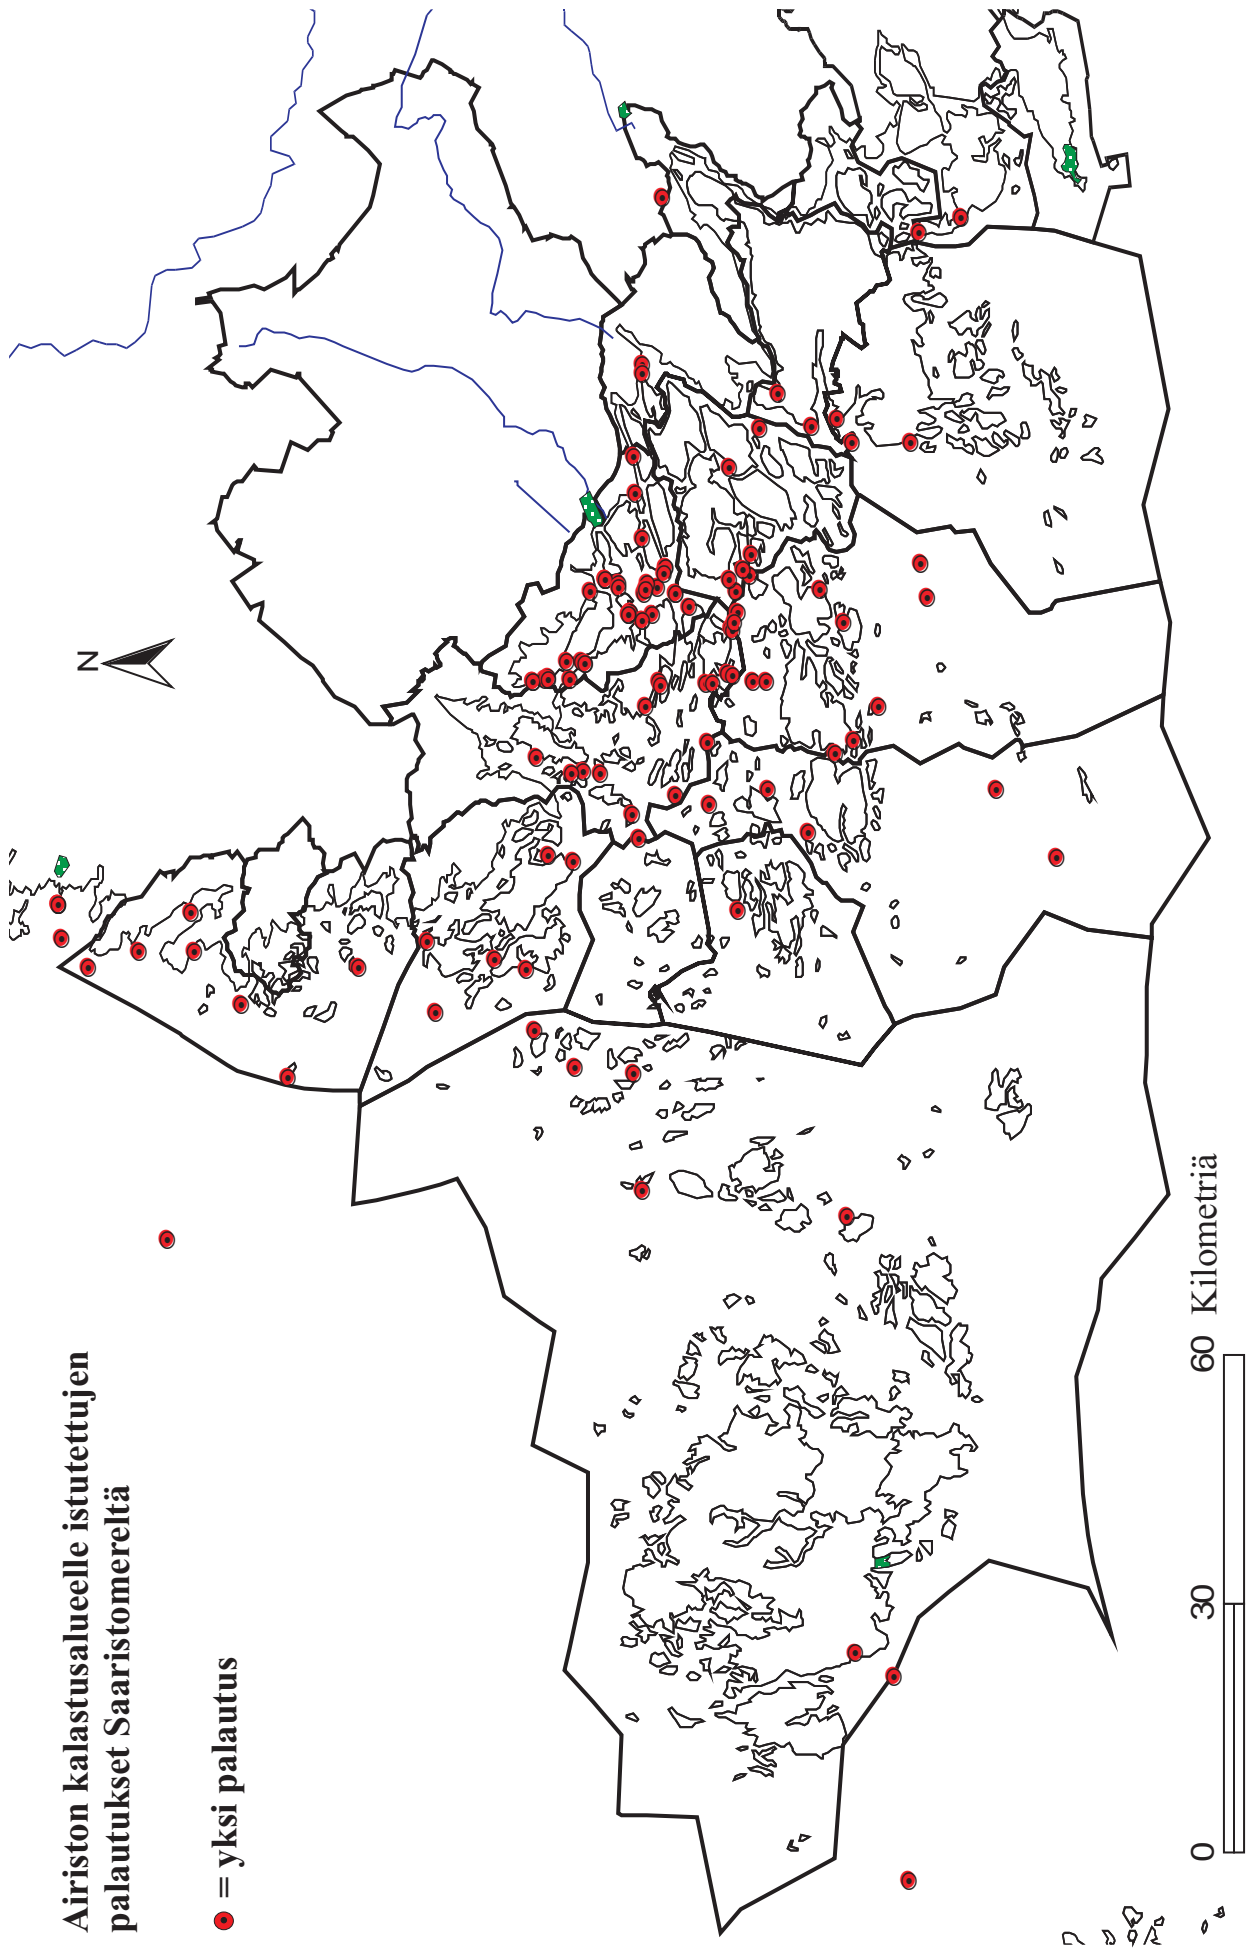 Airiston kalastusalueelle istutettujen
palautukset Saaristomereltä
= yksi palautus
N
0 30 60 Kilometriä